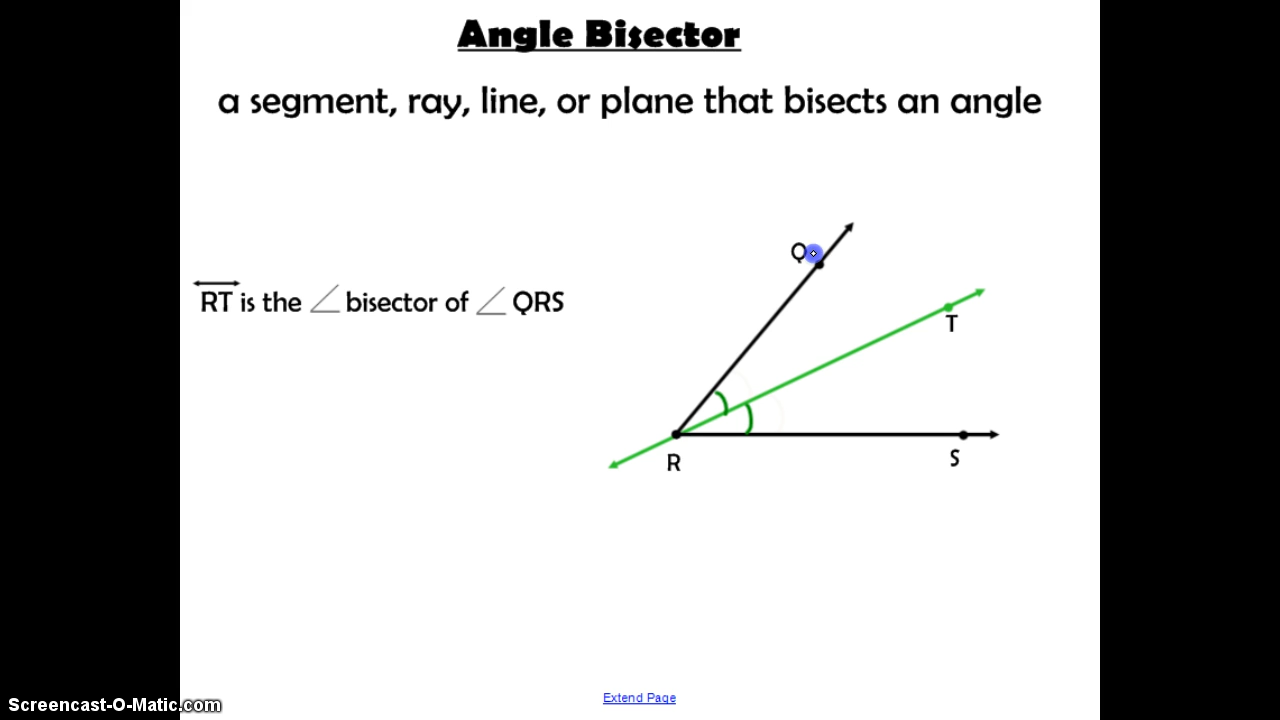 Angle Bisector
a segment, ray, line, or plane that bisects an angle
RT is the ∠ bisector of ∠ QRS
Q
T
R
S
Extend Page
Screencast-O-Matic.com